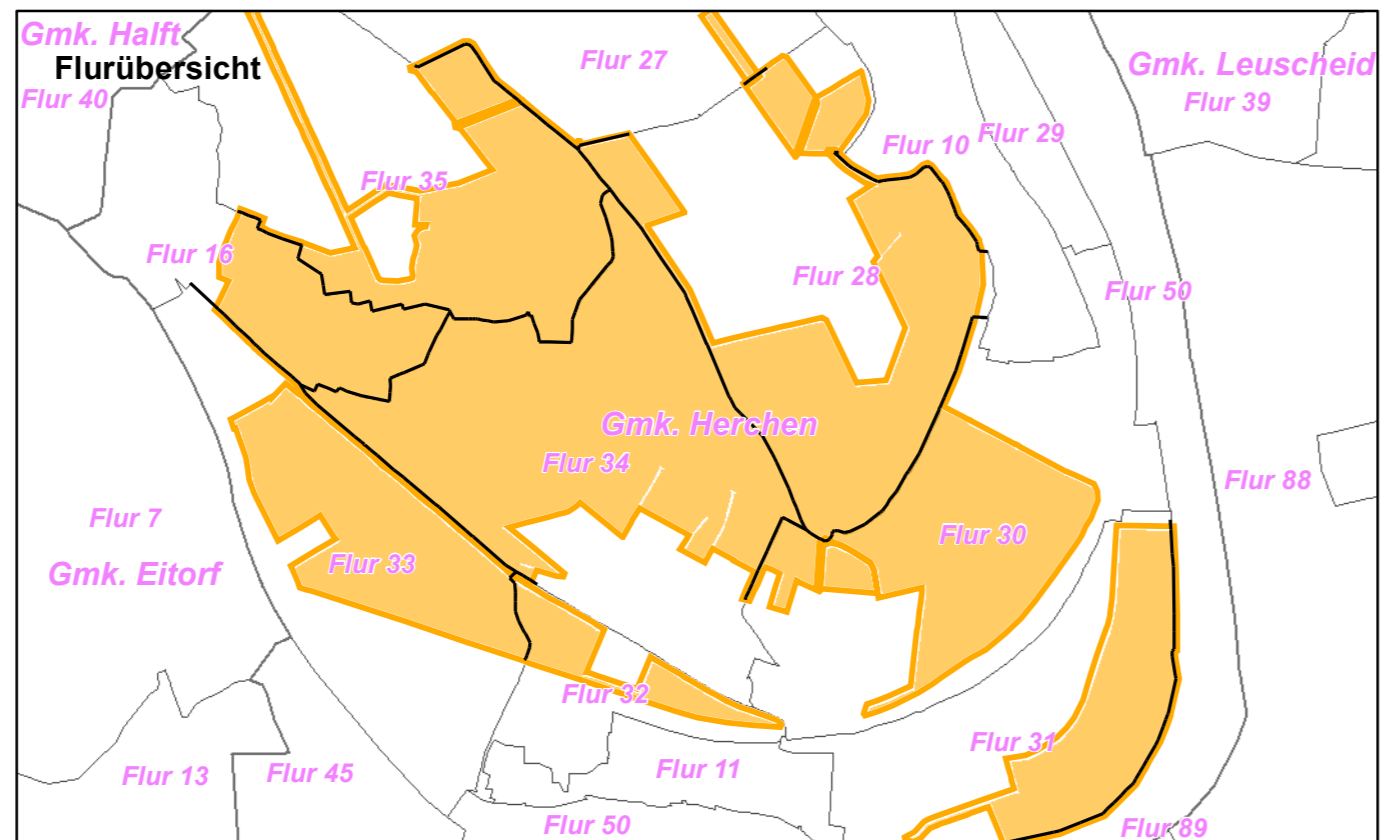 Gmk. Halft
Flurübersicht
Flur 40
Flur 27
Gmk. Leuscheid
Flur 39
Flur 10
Flur 29
Flur 35
Flur 16
Flur 28
Flur 50
Gmk. Herchen
Flur 34
Flur 88
Flur 7
Gmk. Eitorf
Flur 33
Flur 30
Flur 32
Flur 31
Flur 13
Flur 45
Flur 11
Flur 50
Flur 89